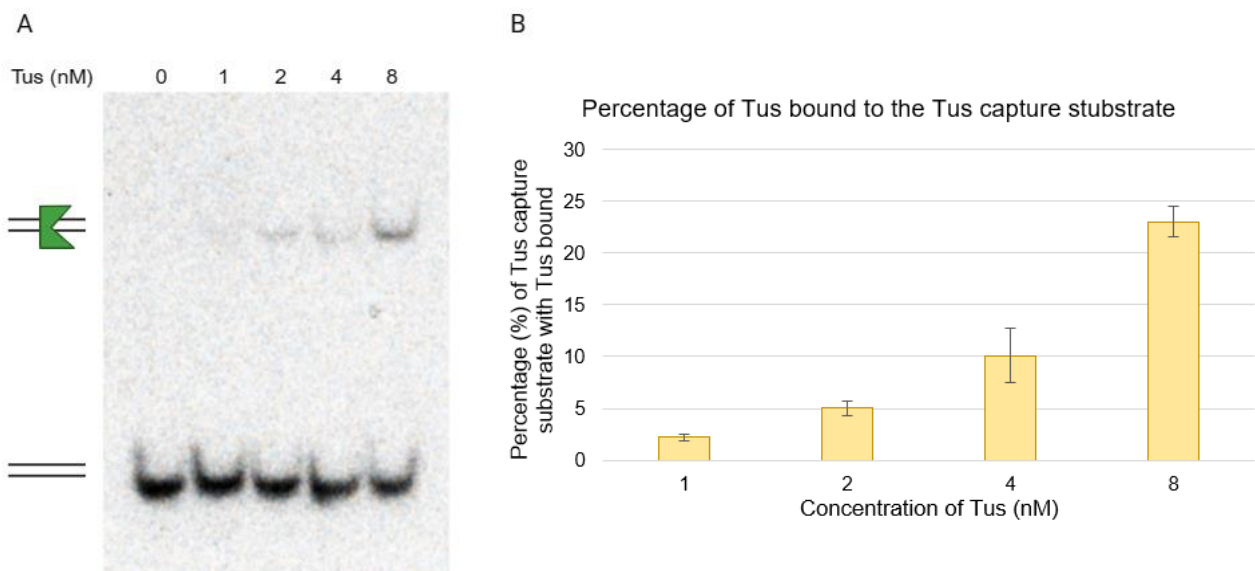 A
B
Tus (nM) 0 1 2 4 8
Percentage of Tus bound to the Tus capture stubstrate
Percentage (%) of Tus capture
substrate with Tus bound
30
25
20
15
10
5
0
1 2 4 8
Concentration of Tus (nM)